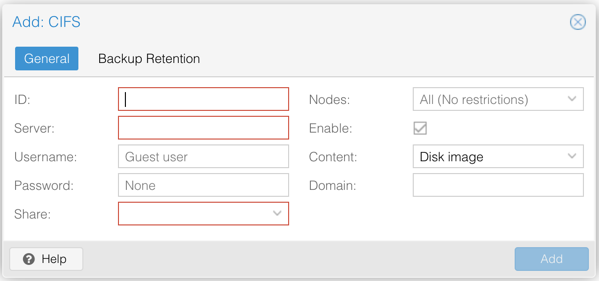 Add: CIFS
General Backup Retention
ID: Nodes: All (No restrictions)
Server: Enable:
Username: Guest user Content: Disk image
Password: None Domain:
Share:
Help Add